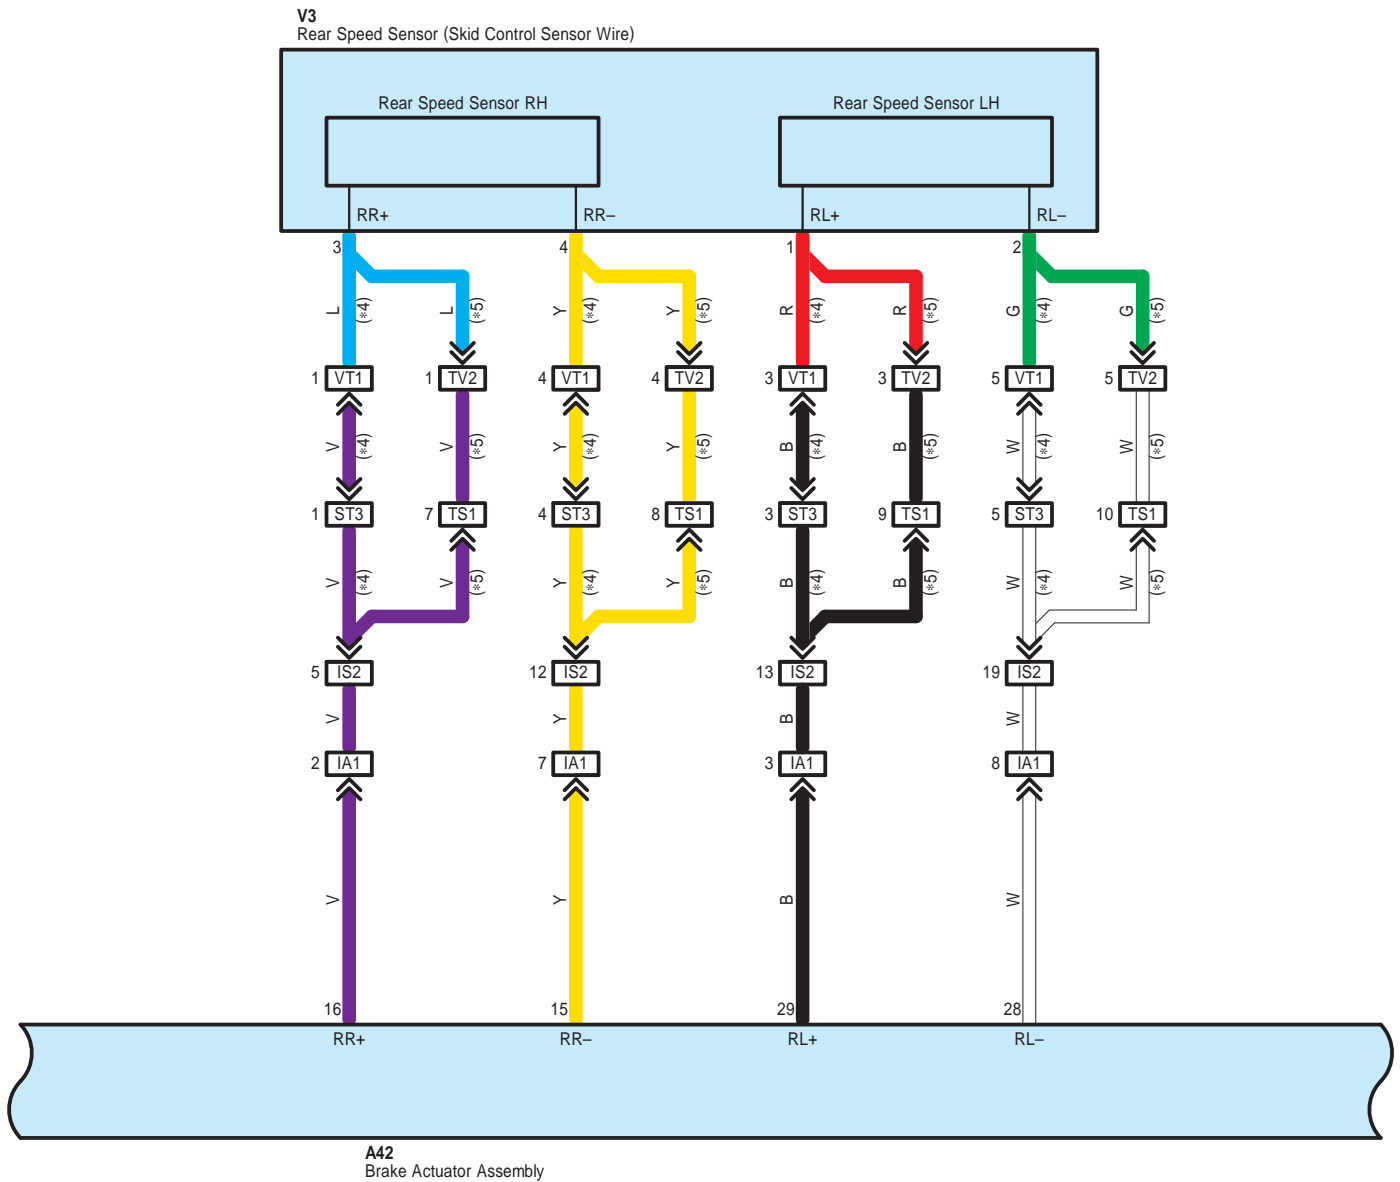 V3
Rear Speed Sensor (Skid Control Sensor Wire)
Rear Speed Sensor RH Rear Speed Sensor LH
RR+ RR– RL+ RL–
3 4 1 2
L (*4) L (*5) Y (*4) Y (*5) R (*4) R (*5) G (*4) G (*5)
1 VT1 1 TV2 4 VT1 4 TV2 3 VT1 3 TV2 5 VT1 5 TV2
V (*4) V (*5) Y (*4) Y (*5) B (*4) B (*5) W (*4) W (*5)
1 ST3 7 TS1 4 ST3 8 TS1 3 ST3 9 TS1 5 ST3 10 TS1
V (*4) V (*5) Y (*4) Y (*5) B (*4) B (*5) W (*4) W (*5)
5 IS2 12 IS2 13 IS2 19 IS2
V Y B W
2 IA1 7 IA1 3 IA1 8 IA1
V Y B W
16 15 29 28
RR+ RR– RL+ RL–
A42
Brake Actuator Assembly